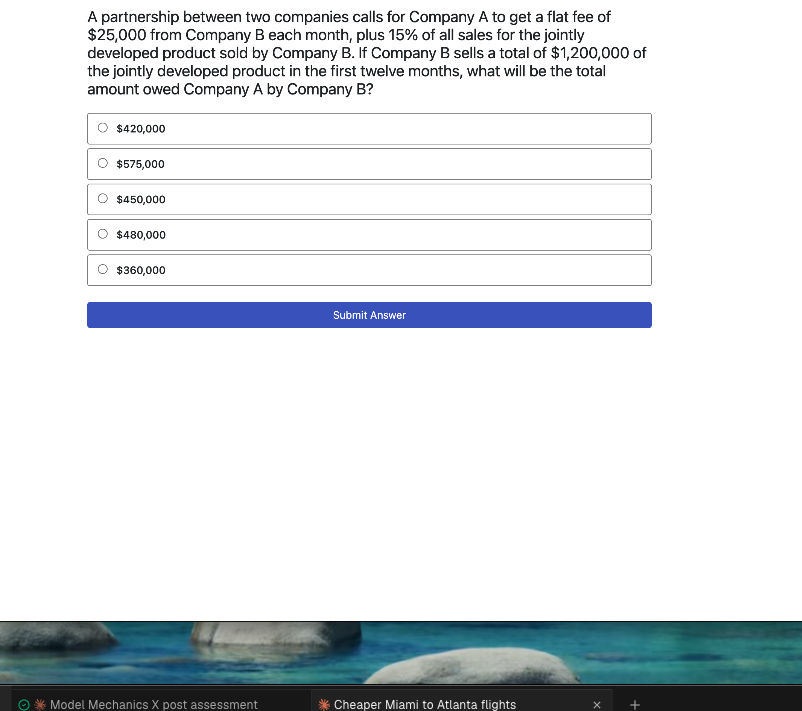 A partnership between two companies calls for Company A to get a flat fee of
$25,000 from Company B each month, plus 15% of all sales for the jointly
developed product sold by Company B. If Company B sells a total of $1,200,000 of
the jointly developed product in the first twelve months, what will be the total
amount owed Company A by Company B?
$420,000
$575,000
$450,000
$480,000
$360,000
Submit Answer
Model Mechanics X post assessment
Cheaper Miami to Atlanta flights